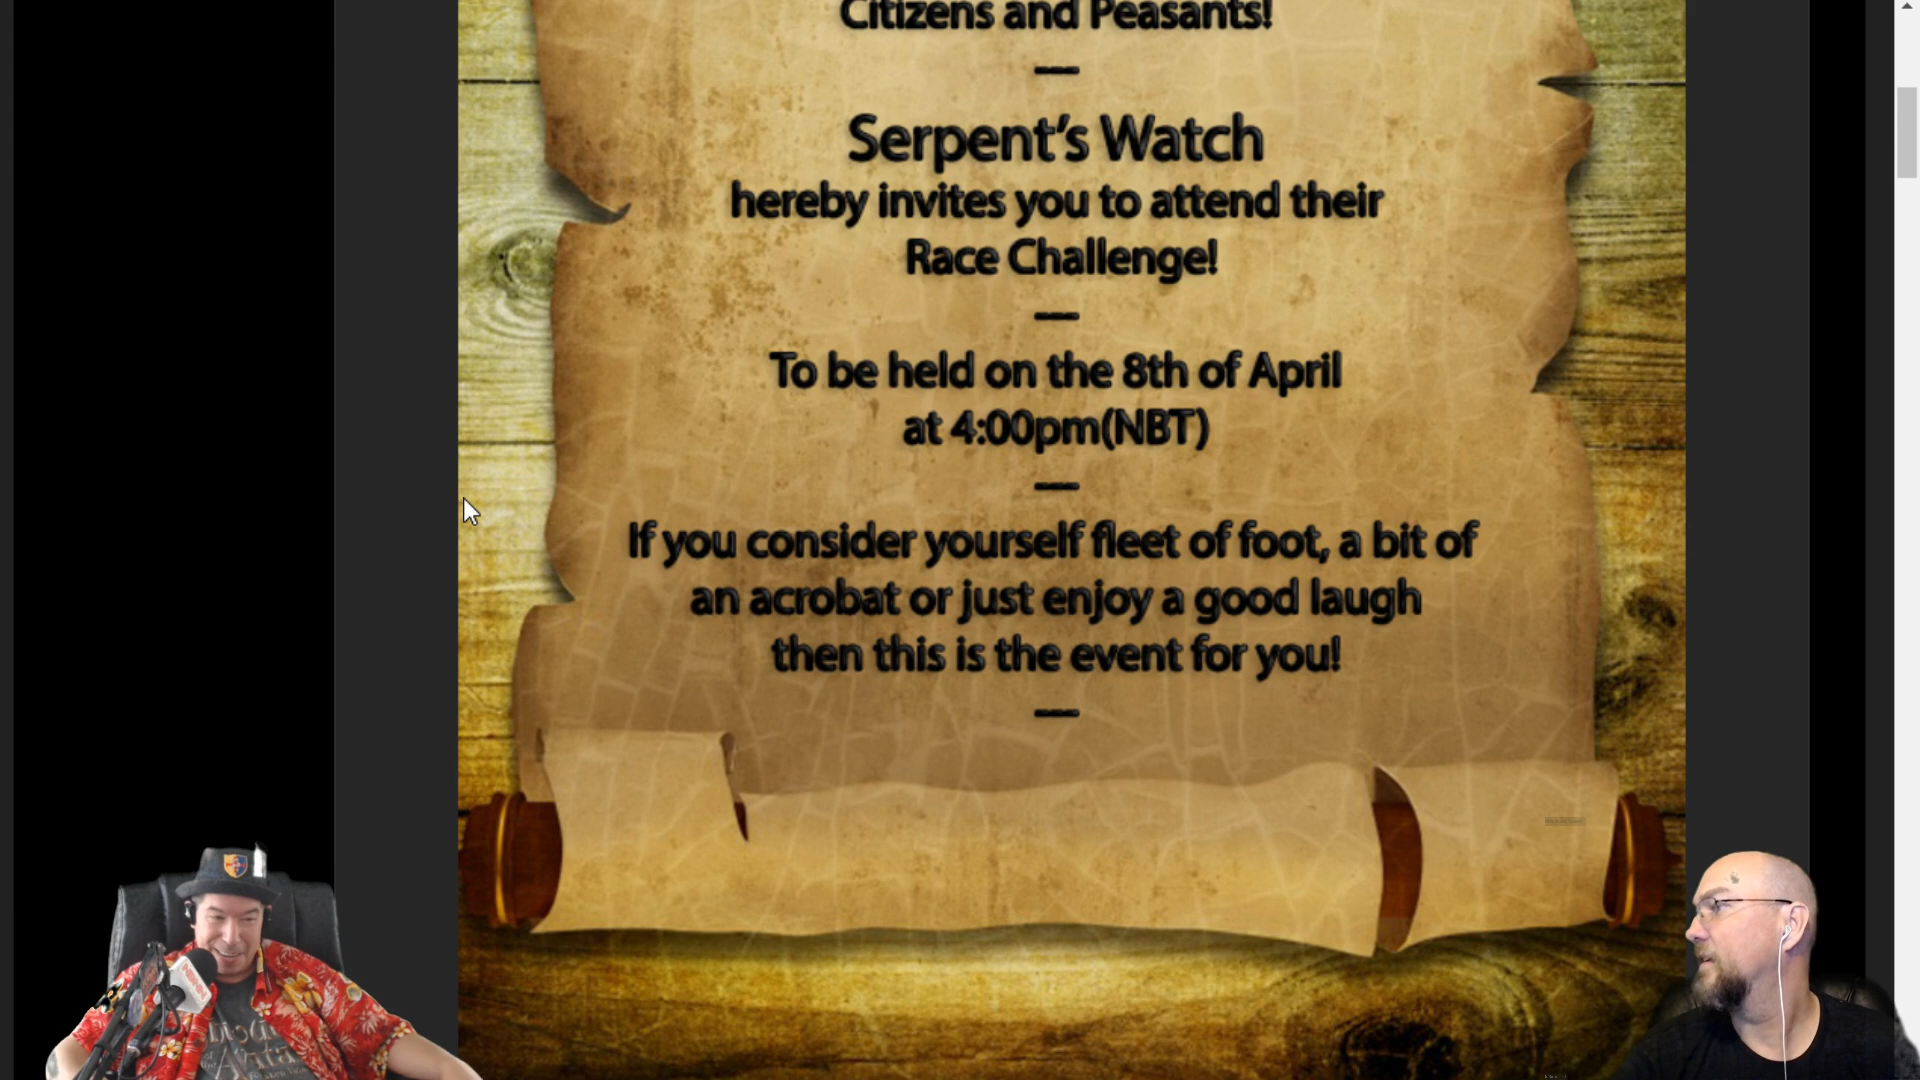 Citizens and Peasants!
Serpent's Watch
hereby invites you to attend their
Race Challenge!
To be held on the 8th of April
at 4:00pm(NBT)
If you consider yourself fleet of foot, a bit of
an acrobat or just enjoy a good laugh
then this is the event for you!